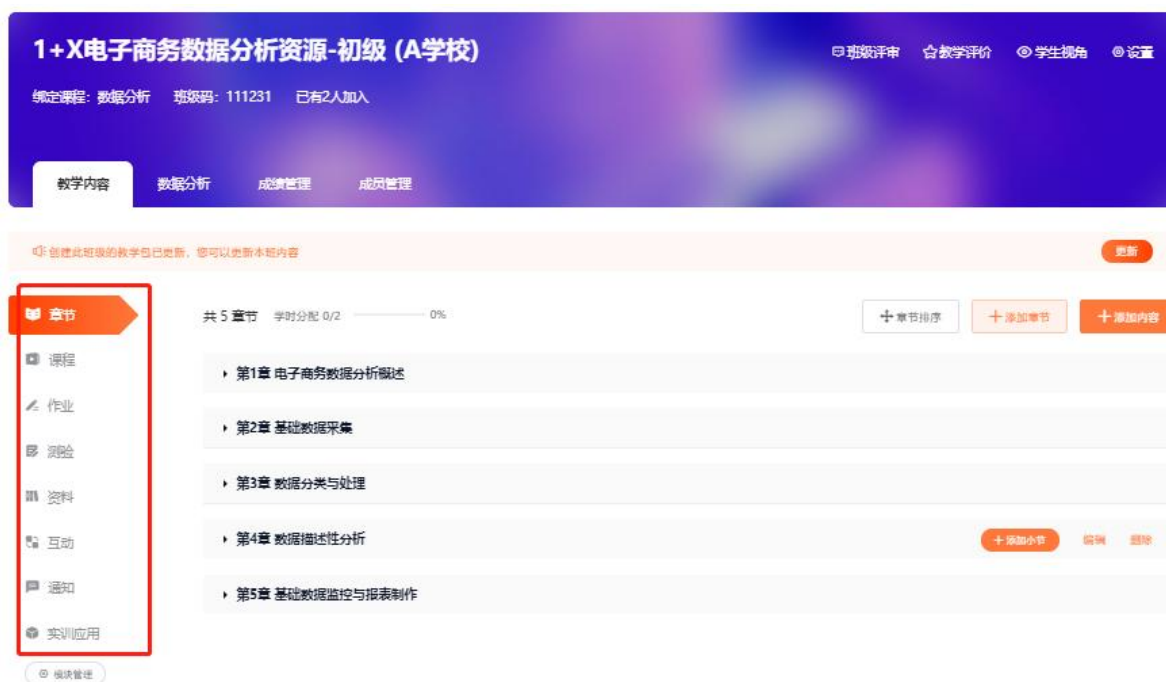 1+X电子商务数据分析资源-初级 (A学校)
班级评审 教学评价 学生视角 设置
绑定课程：数据分析 班级码：111231 已有2人加入
教学内容 数据分析 成绩管理 成员管理
创建此班级的教学包已更新，您可以更新本班内容 更新
章节
共 5 章节 学时分配 0/2 0% 章节排序 +添加章节 +添加内容
课程
第1章 电子商务数据分析概述
作业
第2章 基础数据采集
测验
第3章 数据分类与处理
资料
互动
第4章 数据描述性分析 +添加小节 编辑 删除
通知
第5章 基础数据监控与报表制作
实训应用
模块管理